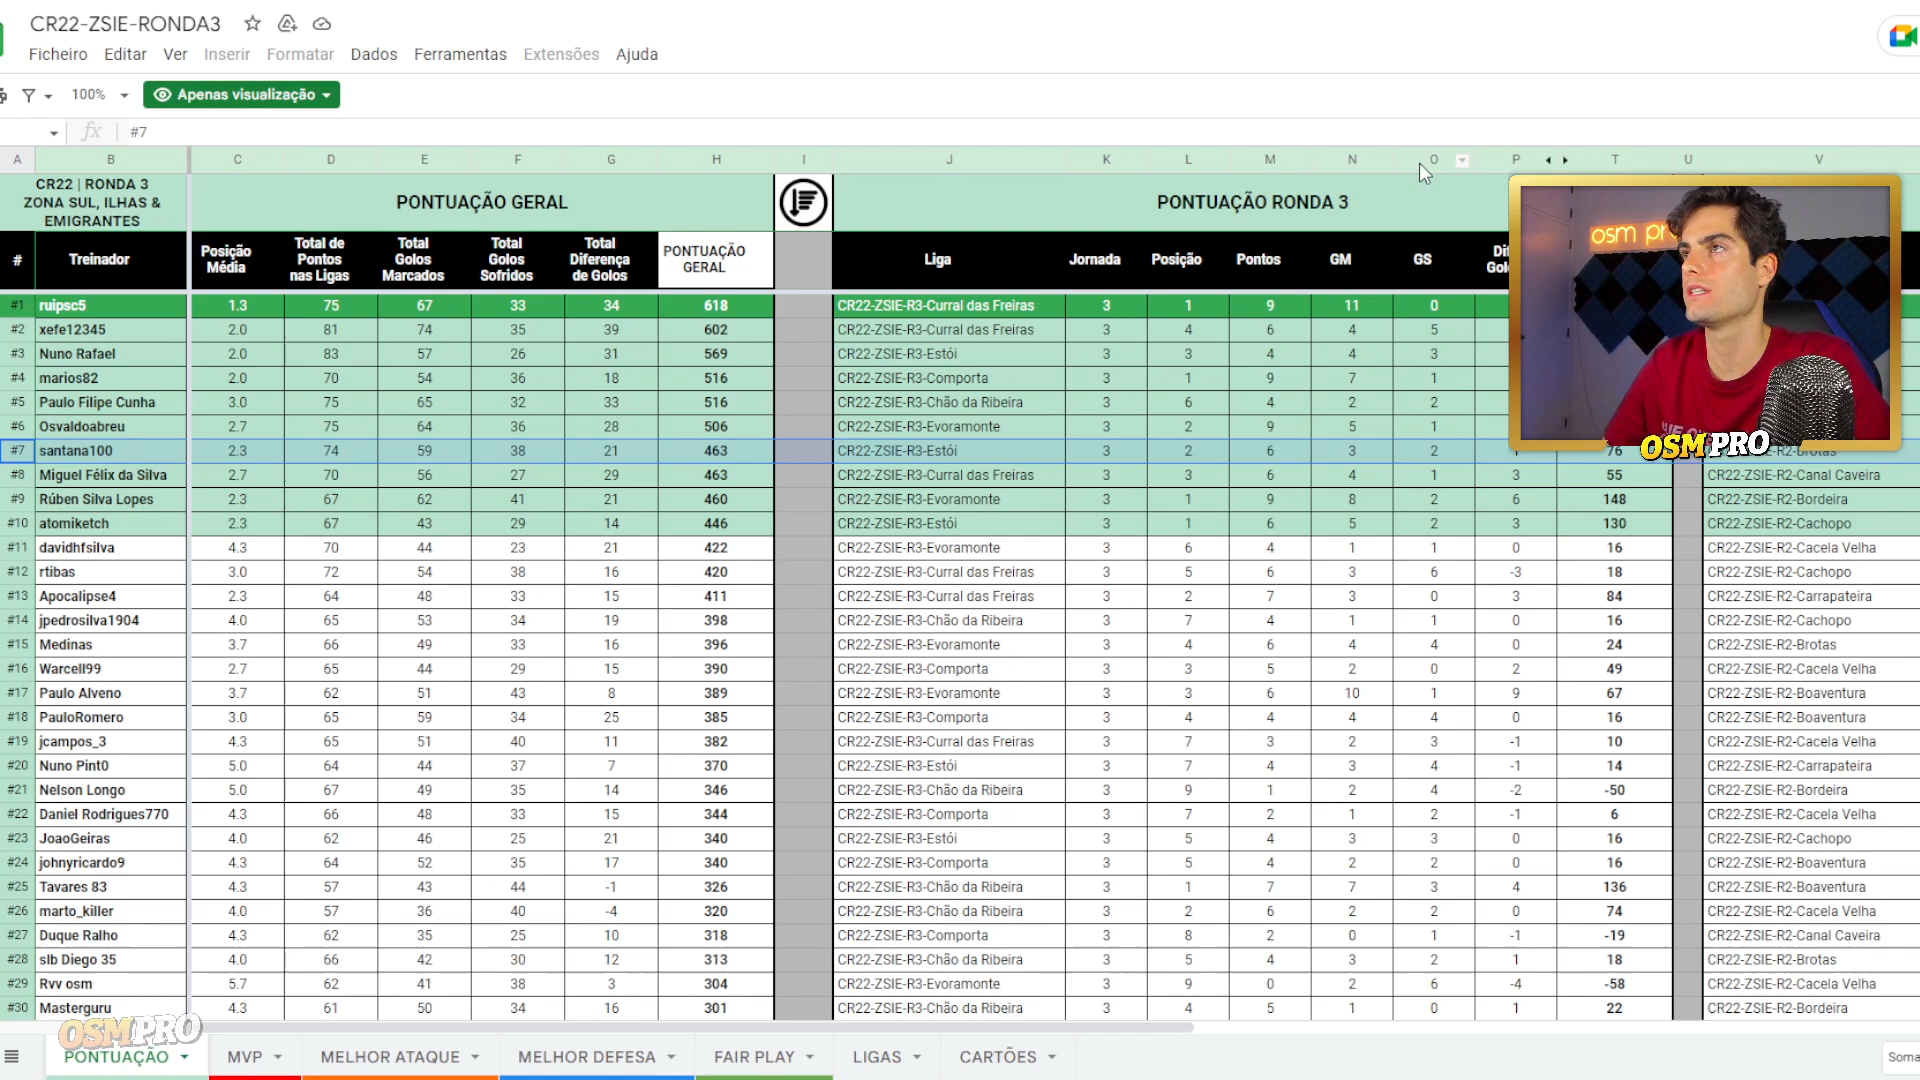 CR22-ZSIE-RONDA3
Ficheiro Editar Ver Inserir Formatar Dados Ferramentas Extensões Ajuda
100% Apenas visualização
fx #7
A B C D E F G H I J K L M N O P T U V
CR22 | RONDA 3
ZONA SUL, ILHAS &
EMIGRANTES
PONTUAÇÃO GERAL
PONTUAÇÃO RONDA 3
# Treinador Posição Média Total de Pontos nas Ligas Total Golos Marcados Total Golos Sofridos Total Diferença de Golos PONTUAÇÃO GERAL Liga Jornada Posição Pontos GM GS
#1 ruipsc5 1.3 75 67 33 34 618 CR22-ZSIE-R3-Curral das Freiras 3 1 9 11 0
#2 xefe12345 2.0 81 74 35 39 602 CR22-ZSIE-R3-Curral das Freiras 3 4 6 4 5
#3 Nuno Rafael 2.0 83 57 26 31 569 CR22-ZSIE-R3-Estói 3 3 4 4 3
#4 marios82 2.0 70 54 36 18 516 CR22-ZSIE-R3-Comporta 3 1 9 7 1
#5 Paulo Filipe Cunha 3.0 75 65 32 33 516 CR22-ZSIE-R3-Chão da Ribeira 3 6 4 2 2
#6 Osvaldoabreu 2.7 75 64 36 28 506 CR22-ZSIE-R3-Evoramonte 3 2 9 5 1
#7 santana100 2.3 74 59 38 21 463 CR22-ZSIE-R3-Estói 3 2 6 3 2 1 76 CR22-ZSIE-R2-Brotas
#8 Miguel Félix da Silva 2.7 70 56 27 29 463 CR22-ZSIE-R3-Curral das Freiras 3 3 6 4 1 3 55 CR22-ZSIE-R2-Canal Caveira
#9 Rúben Silva Lopes 2.3 67 62 41 21 460 CR22-ZSIE-R3-Evoramonte 3 1 9 8 2 6 148 CR22-ZSIE-R2-Bordeira
#10 atomiketch 2.3 67 43 29 14 446 CR22-ZSIE-R3-Estói 3 1 6 5 2 3 130 CR22-ZSIE-R2-Cachopo
#11 davidhfsilva 4.3 70 44 23 21 422 CR22-ZSIE-R3-Evoramonte 3 6 4 1 1 0 16 CR22-ZSIE-R2-Cacela Velha
#12 rtibas 3.0 72 54 38 16 420 CR22-ZSIE-R3-Curral das Freiras 3 5 6 3 6 -3 18 CR22-ZSIE-R2-Cachopo
#13 Apocalipse4 2.3 64 48 33 15 411 CR22-ZSIE-R3-Curral das Freiras 3 2 7 3 0 3 84 CR22-ZSIE-R2-Carrapateira
#14 jpedrosilva1904 4.0 65 53 34 19 398 CR22-ZSIE-R3-Chão da Ribeira 3 7 4 1 1 0 16 CR22-ZSIE-R2-Cachopo
#15 Medinas 3.7 66 49 33 16 396 CR22-ZSIE-R3-Evoramonte 3 4 6 4 4 0 24 CR22-ZSIE-R2-Brotas
#16 Warcell99 2.7 65 44 29 15 390 CR22-ZSIE-R3-Comporta 3 3 5 2 0 2 49 CR22-ZSIE-R2-Cacela Velha
#17 Paulo Alveno 3.7 62 51 43 8 389 CR22-ZSIE-R3-Evoramonte 3 3 6 10 1 9 67 CR22-ZSIE-R2-Boaventura
#18 PauloRomero 3.0 65 59 34 25 385 CR22-ZSIE-R3-Comporta 3 4 4 4 4 0 16 CR22-ZSIE-R2-Boaventura
#19 jcampos_3 4.3 65 51 40 11 382 CR22-ZSIE-R3-Curral das Freiras 3 7 3 2 3 -1 10 CR22-ZSIE-R2-Cacela Velha
#20 Nuno Pint0 5.0 64 44 37 7 370 CR22-ZSIE-R3-Estói 3 7 4 3 4 -1 14 CR22-ZSIE-R2-Carrapateira
#21 Nelson Longo 5.0 67 49 35 14 346 CR22-ZSIE-R3-Chão da Ribeira 3 9 1 2 4 -2 -50 CR22-ZSIE-R2-Bordeira
#22 Daniel Rodrigues770 4.3 66 48 33 15 344 CR22-ZSIE-R3-Comporta 3 7 2 1 2 -1 6 CR22-ZSIE-R2-Cacela Velha
#23 JoaoGeiras 4.0 62 46 25 21 340 CR22-ZSIE-R3-Estói 3 5 4 3 3 0 16 CR22-ZSIE-R2-Cachopo
#24 johnyricardo9 4.3 64 52 35 17 340 CR22-ZSIE-R3-Comporta 3 5 4 2 2 0 16 CR22-ZSIE-R2-Boaventura
#25 Tavares 83 4.3 57 43 44 -1 326 CR22-ZSIE-R3-Chão da Ribeira 3 1 7 7 3 4 136 CR22-ZSIE-R2-Boaventura
#26 marto_killer 4.0 57 36 40 -4 320 CR22-ZSIE-R3-Chão da Ribeira 3 2 6 2 2 0 74 CR22-ZSIE-R2-Cacela Velha
#27 Duque Ralho 4.3 62 35 25 10 318 CR22-ZSIE-R3-Comporta 3 8 2 0 1 -1 -19 CR22-ZSIE-R2-Canal Caveira
#28 slb Diego 35 4.0 66 42 30 12 313 CR22-ZSIE-R3-Chão da Ribeira 3 5 4 3 2 1 18 CR22-ZSIE-R2-Brotas
#29 Rvv osm 5.7 62 41 38 3 304 CR22-ZSIE-R3-Evoramonte 3 9 0 2 6 -4 -58 CR22-ZSIE-R2-Cacela Velha
#30 Masterguru 4.3 61 50 34 16 301 CR22-ZSIE-R3-Chão da Ribeira 3 4 5 1 0 1 22 CR22-ZSIE-R2-Bordeira
osm pro
OSM PRO
OSMPRO
PONTUAÇÃO MVP MELHOR ATAQUE MELHOR DEFESA FAIR PLAY LIGAS CARTÕES Soma